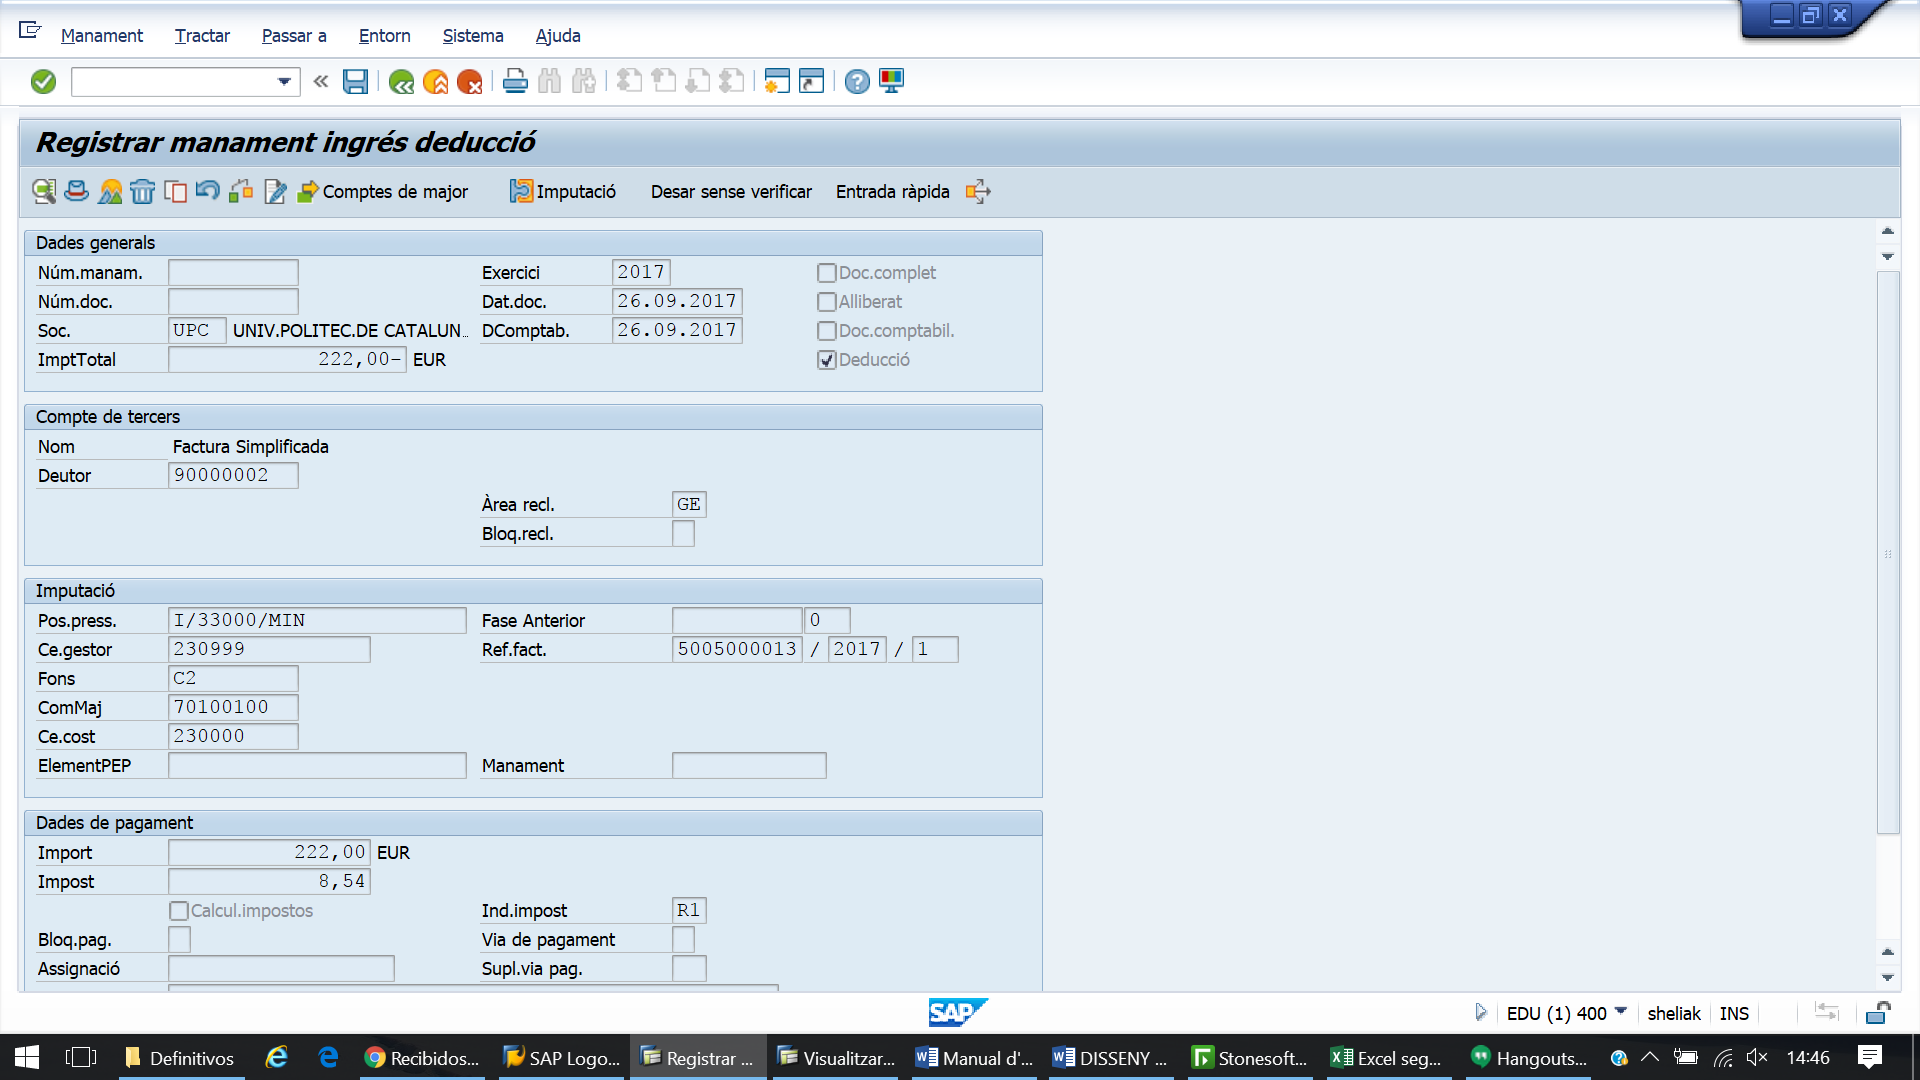 Manament Tractar Passar a Entorn Sistema Ajuda
Registrar manament ingrés deducció
Comptes de major Imputació Desar sense verificar Entrada ràpida
Dades generals
Núm.manam. Exercici 2017 Doc.complet
Núm.doc. Dat.doc. 26.09.2017 Alliberat
Soc. UPC UNIV.POLITEC.DE CATALUN... DComptab. 26.09.2017 Doc.comptabil.
ImptTotal 222,00- EUR Deducció
Compte de tercers
Nom Factura Simplificada
Deutor 90000002
Àrea recl. GE
Bloq.recl.
Imputació
Pos.press. I/33000/MIN Fase Anterior 0
Ce.gestor 230999 Ref.fact. 5005000013 / 2017 / 1
Fons C2
ComMaj 70100100
Ce.cost 230000
ElementPEP Manament
Dades de pagament
Import 222,00 EUR
Impost 8,54
Calcul.impostos Ind.impost R1
Bloq.pag. Via de pagament
Assignació Supl.via pag.
SAP EDU (1) 400 sheliak INS
Definitivos Recibidos... SAP Logo... Registrar ... Visualitzar... Manual d'... DISSENY ... Stonesoft... Excel seg... Hangouts... 14:46